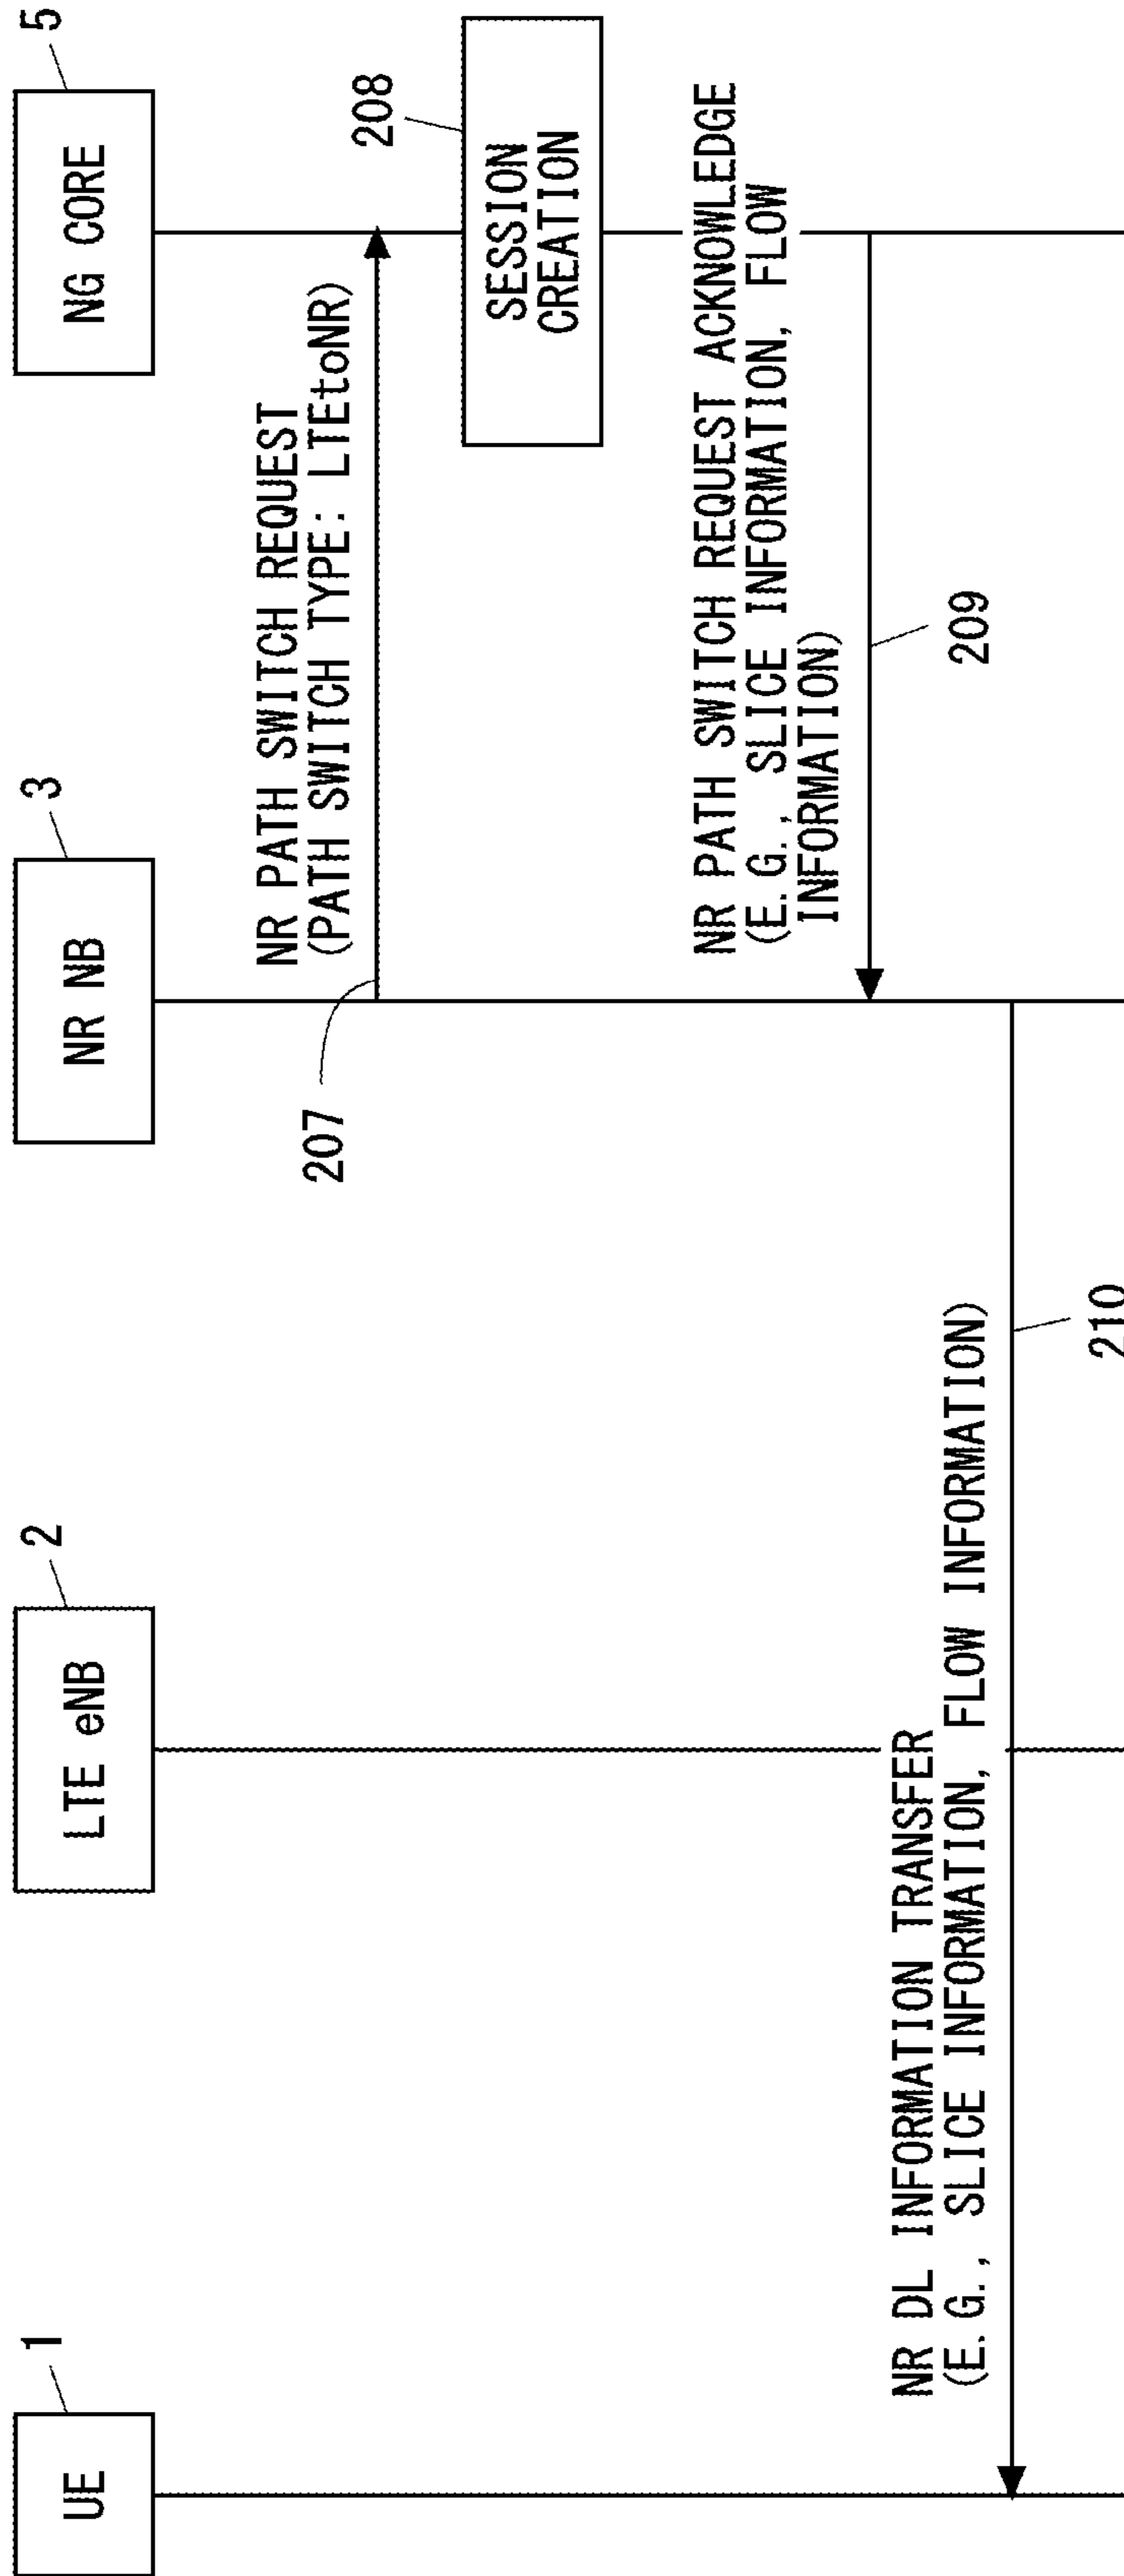 1
2
3
5
UE
LTE eNB
NR NB
NG CORE
207
NR PATH SWITCH REQUEST
(PATH SWITCH TYPE: LTEtoNR)
208
SESSION
CREATION
NR PATH SWITCH REQUEST ACKNOWLEDGE
(E.G., SLICE INFORMATION, FLOW
INFORMATION)
209
NR DL INFORMATION TRANSFER
(E.G., SLICE INFORMATION, FLOW INFORMATION)
210